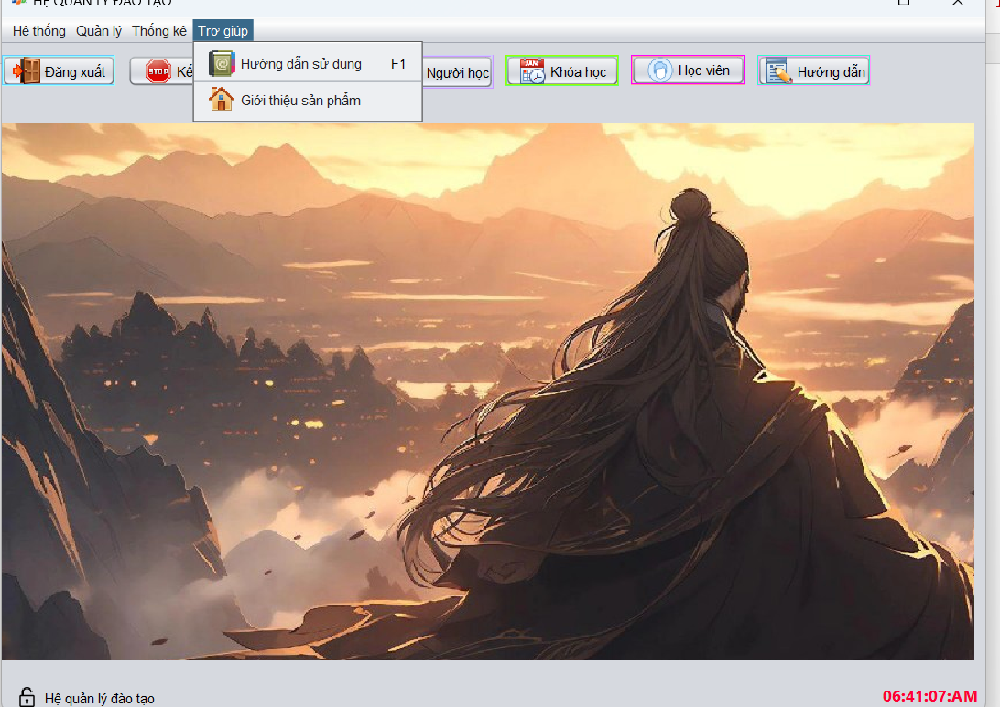 HỆ QUẢN LÝ ĐÀO TẠO
Hệ thống Quản lý Thống kê Trợ giúp
Hướng dẫn sử dụng F1
Giới thiệu sản phẩm
Đăng xuất STOP Kế Người học Khóa học Học viên Hướng dẫn
Hệ quản lý đào tạo
06:41:07:AM